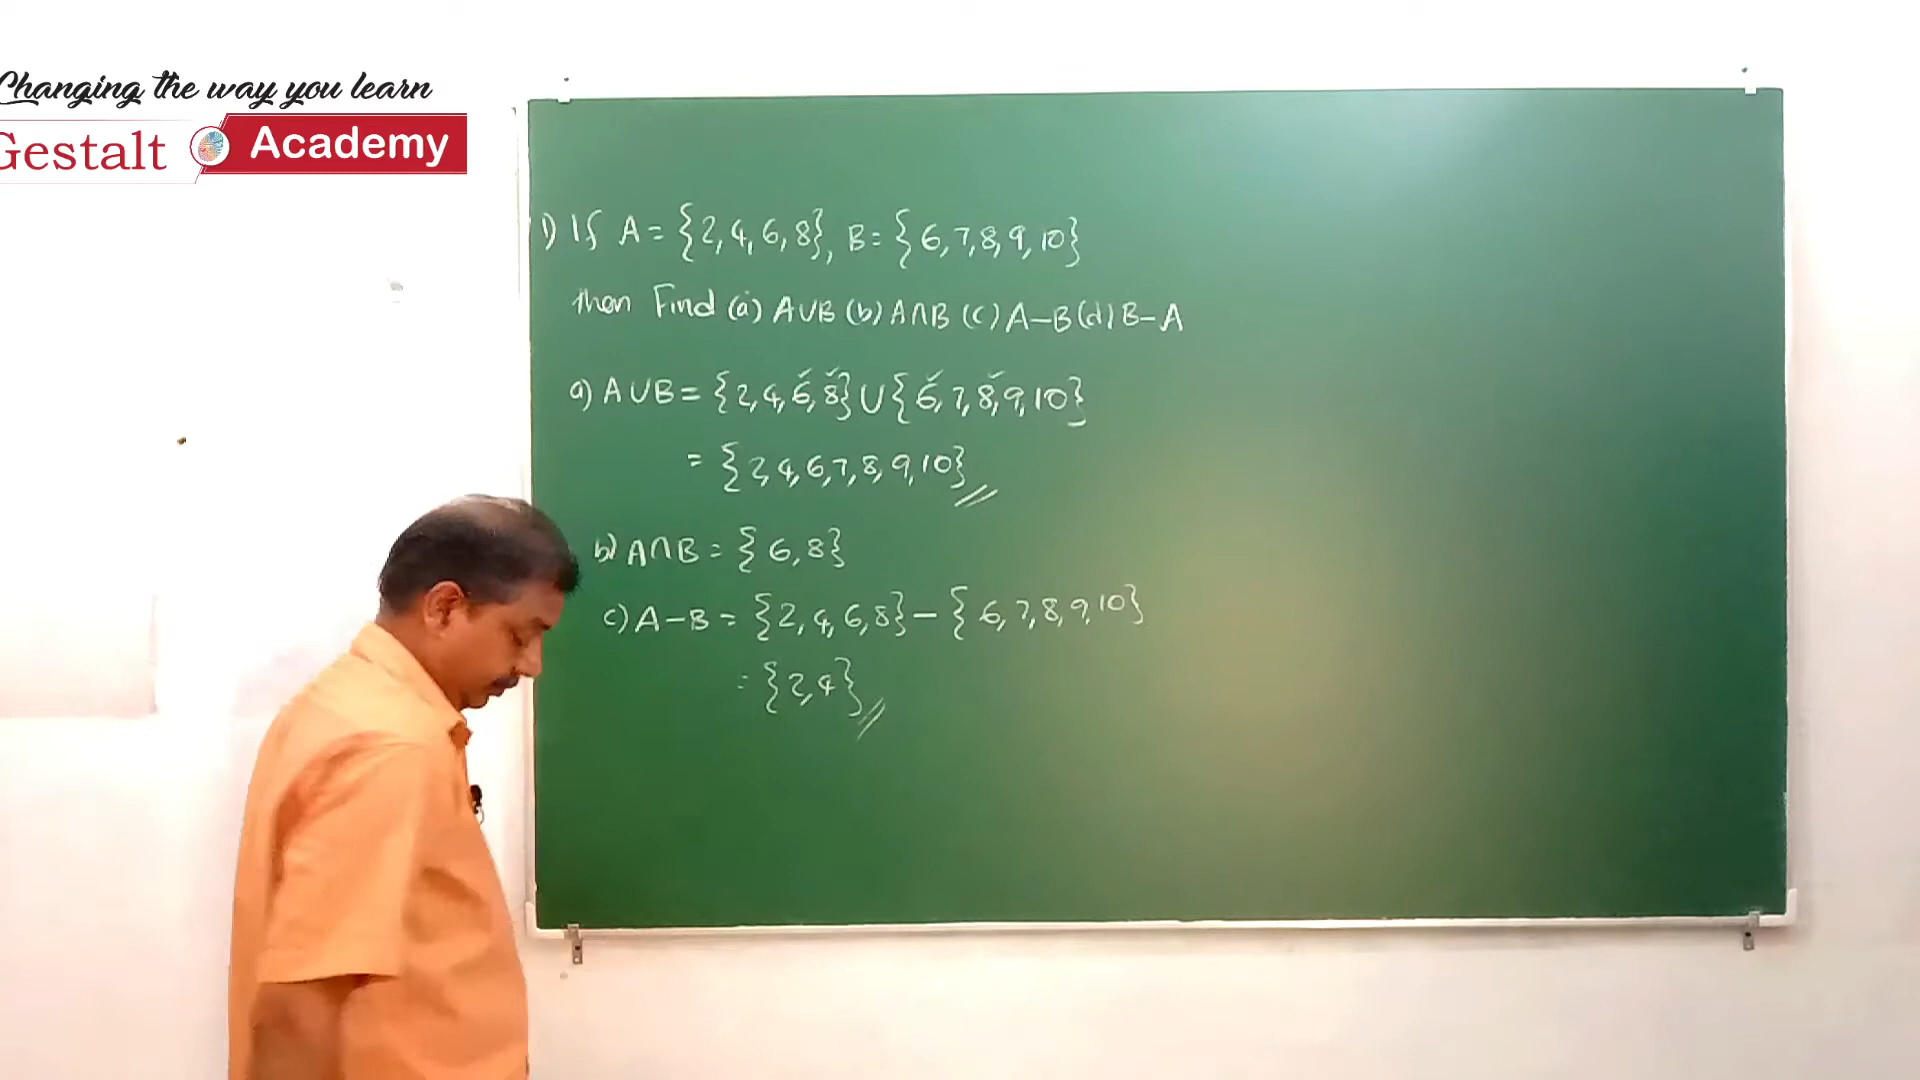 Changing the way you learn
Gestalt Academy
1) If A = {2, 4, 6, 8}, B = {6, 7, 8, 9, 10}
then Find (a) A∪B (b) A∩B (c) A–B (d) B–A
a) A∪B = {2, 4, 6, 8} ∪ {6, 7, 8, 9, 10}
= {2, 4, 6, 7, 8, 9, 10}
b) A∩B = {6, 8}
c) A–B = {2, 4, 6, 8} – {6, 7, 8, 9, 10}
= {2, 4}